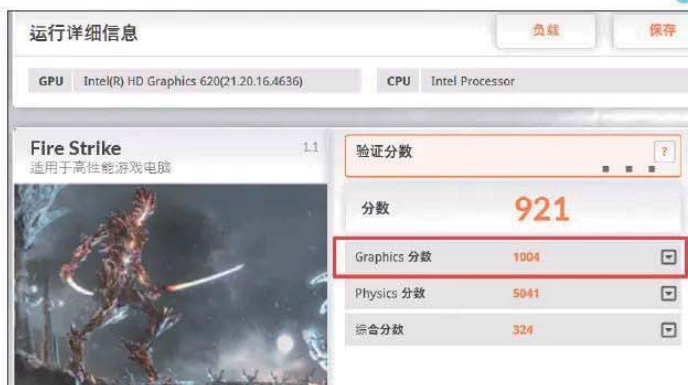 运行详细信息
负载
保存
GPU Intel(R) HD Graphics 620(21.20.16.4636)
CPU Intel Processor
Fire Strike 1.1
适用于高性能游戏电脑
验证分数 ?
分数 921
Graphics 分数 1004
Physics 分数 5041
综合分数 324